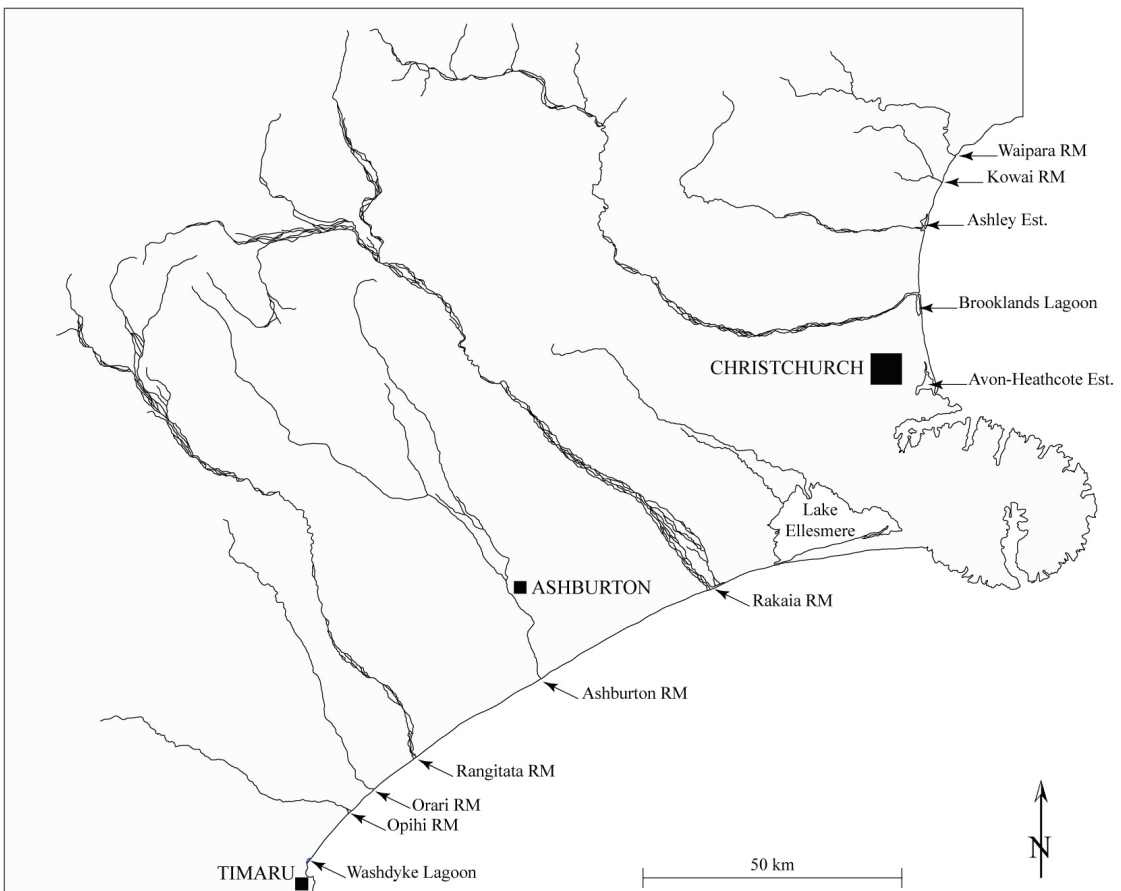 Waipara RM
Kowai RM
Ashley Est.
Brooklands Lagoon
CHRISTCHURCH
Avon-Heathcote Est.
Lake
Ellesmere
ASHBURTON
Rakaia RM
Ashburton RM
Rangitata RM
Orari RM
Opihi RM
TIMARU
Washdyke Lagoon
50 km
N